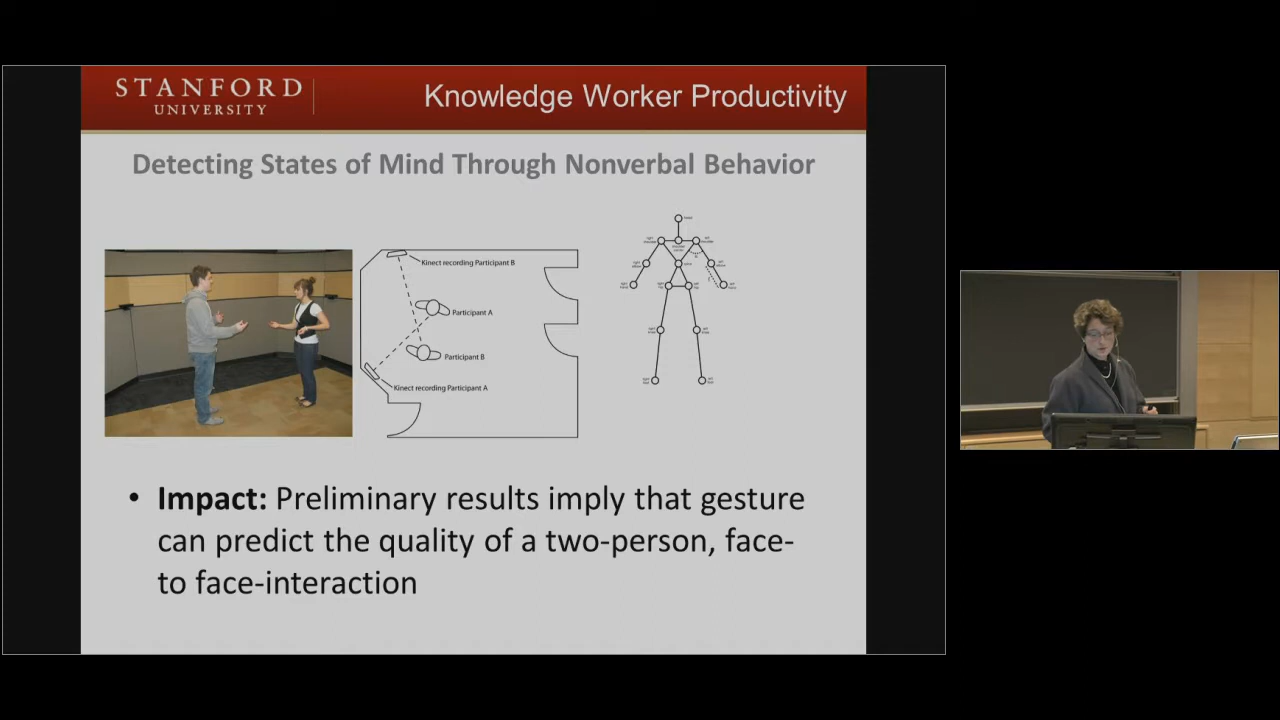 STANFORD
UNIVERSITY
Knowledge Worker Productivity
Detecting States of Mind Through Nonverbal Behavior
Kinect recording Participant B
Participant A
Participant B
Kinect recording Participant A
• Impact: Preliminary results imply that gesture
can predict the quality of a two-person, face-
to face-interaction